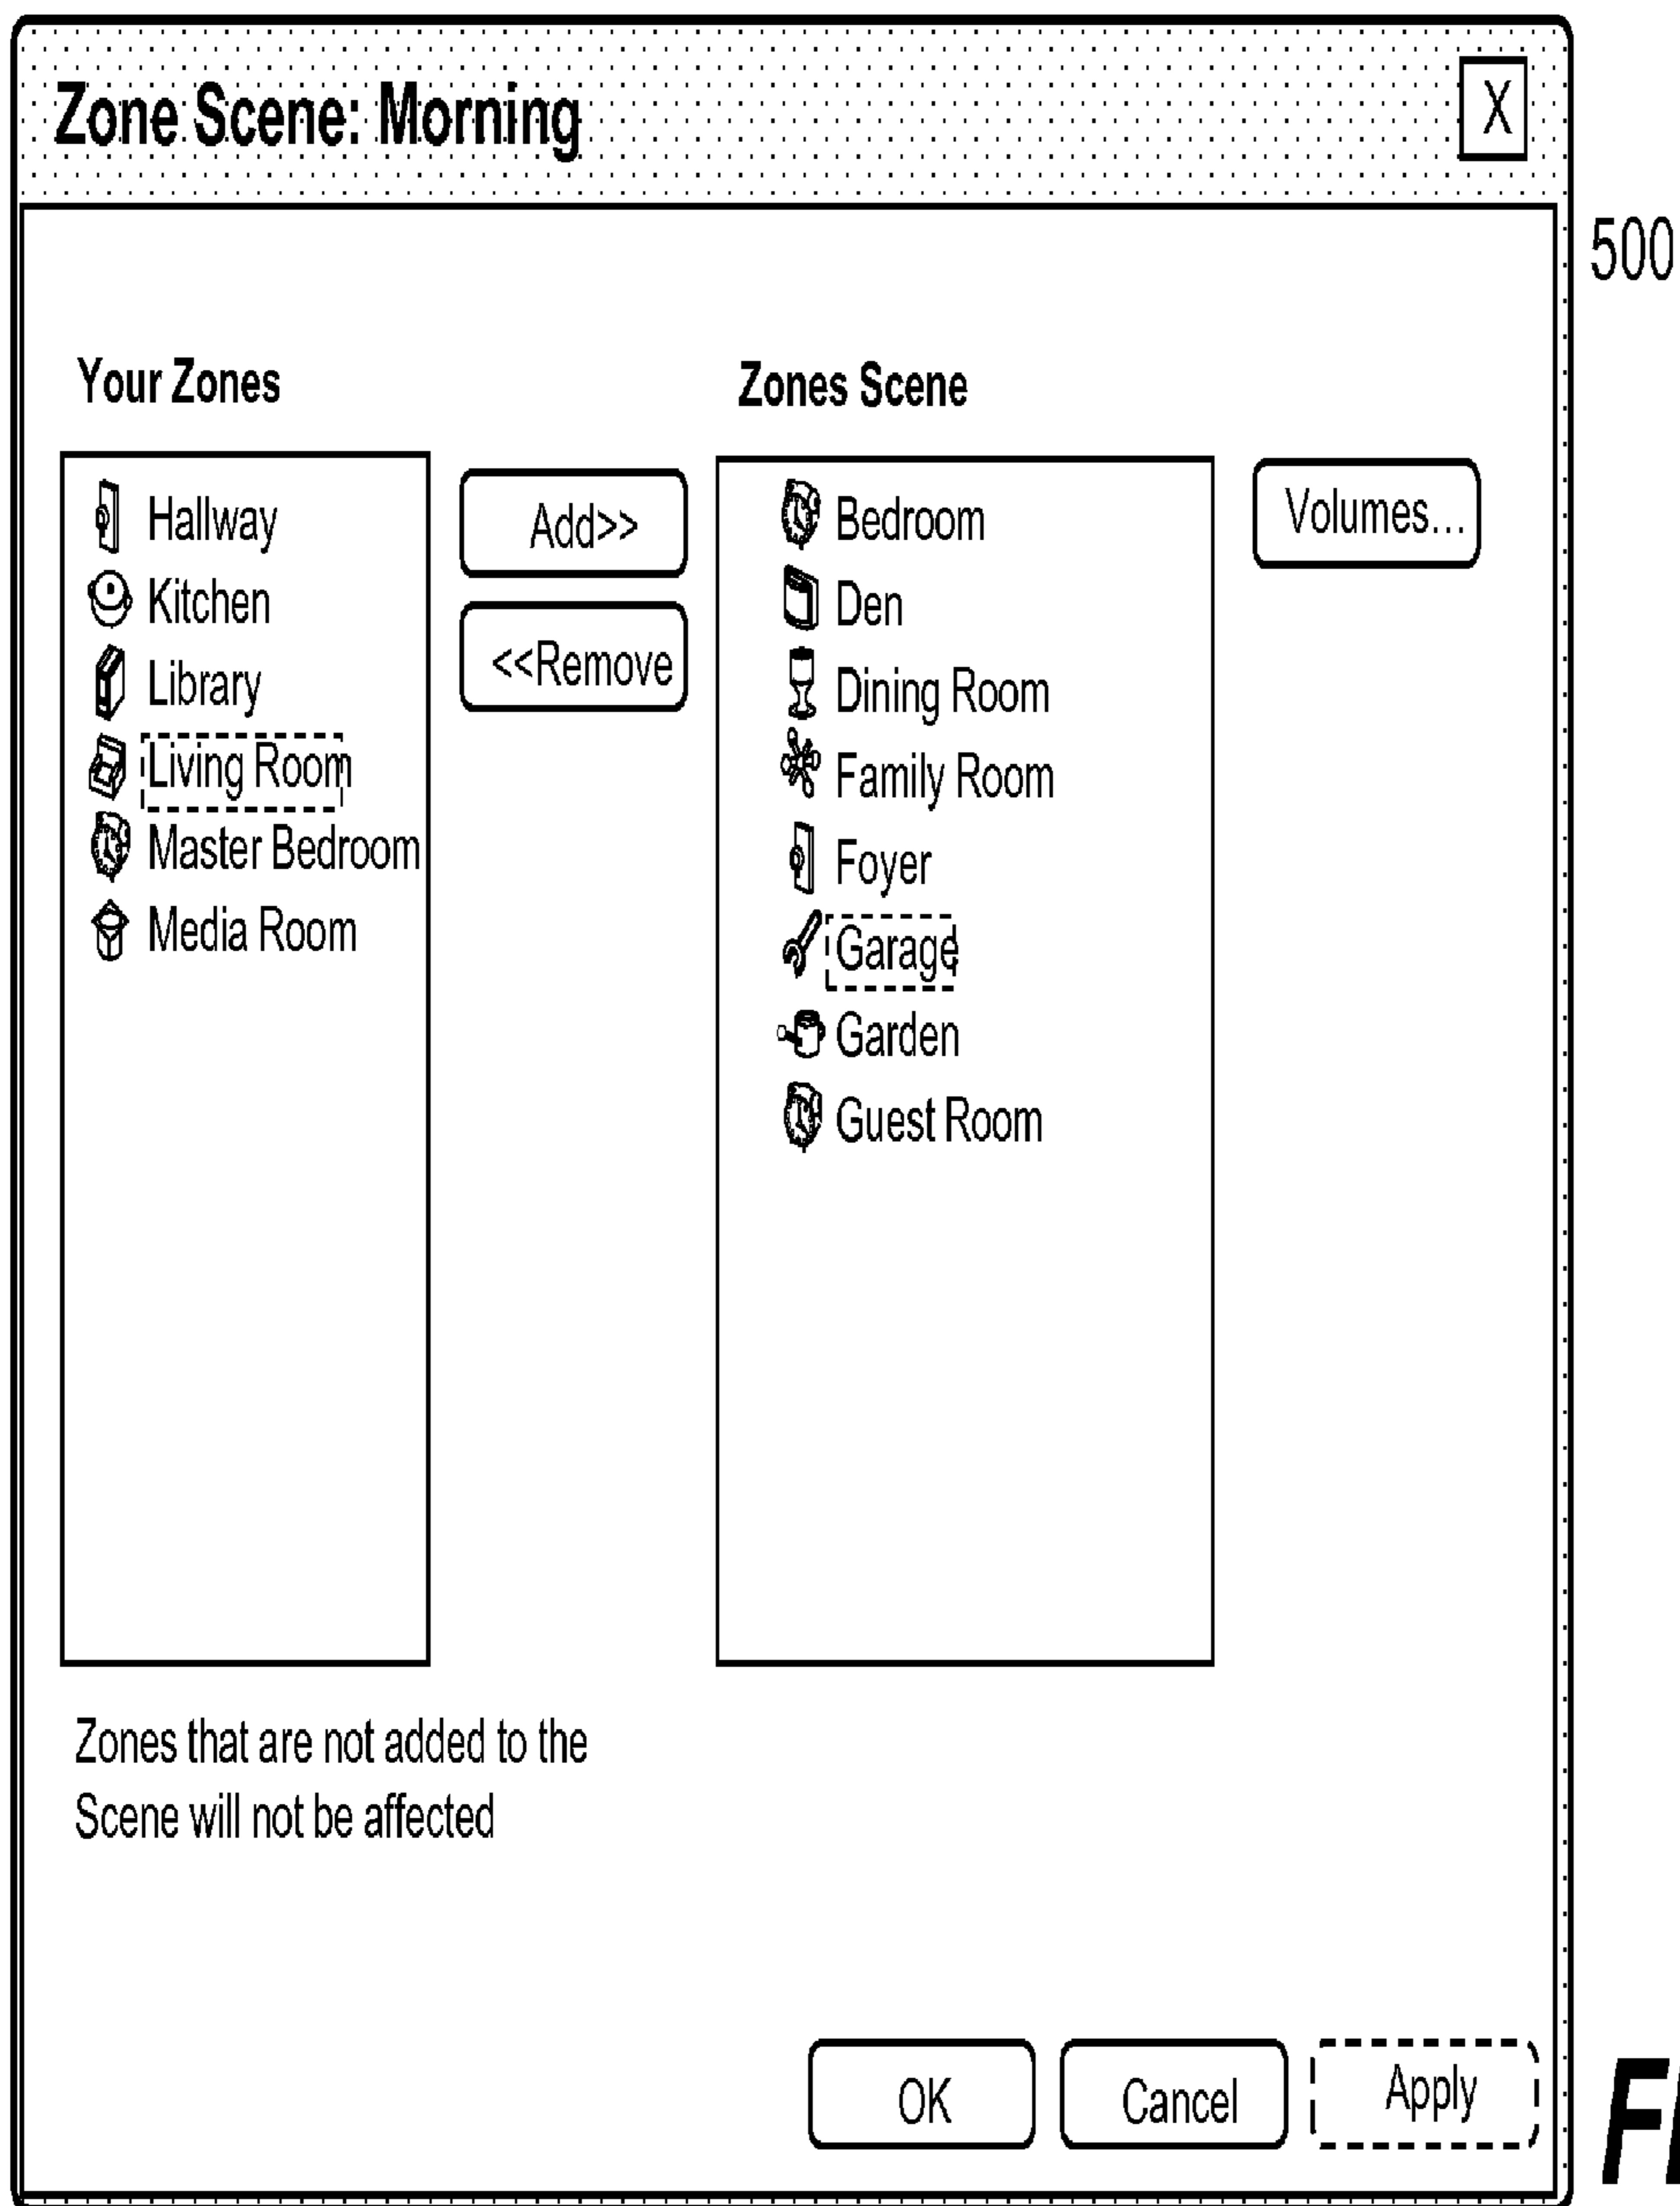 Zone Scene: Morning
X
500
Your Zones
Zones Scene
Hallway
Kitchen
Library
Living Room
Master Bedroom
Media Room
Add>>
<<Remove
Bedroom
Den
Dining Room
Family Room
Foyer
Garage
Garden
Guest Room
Volumes...
Zones that are not added to the
Scene will not be affected
OK
Cancel
Apply